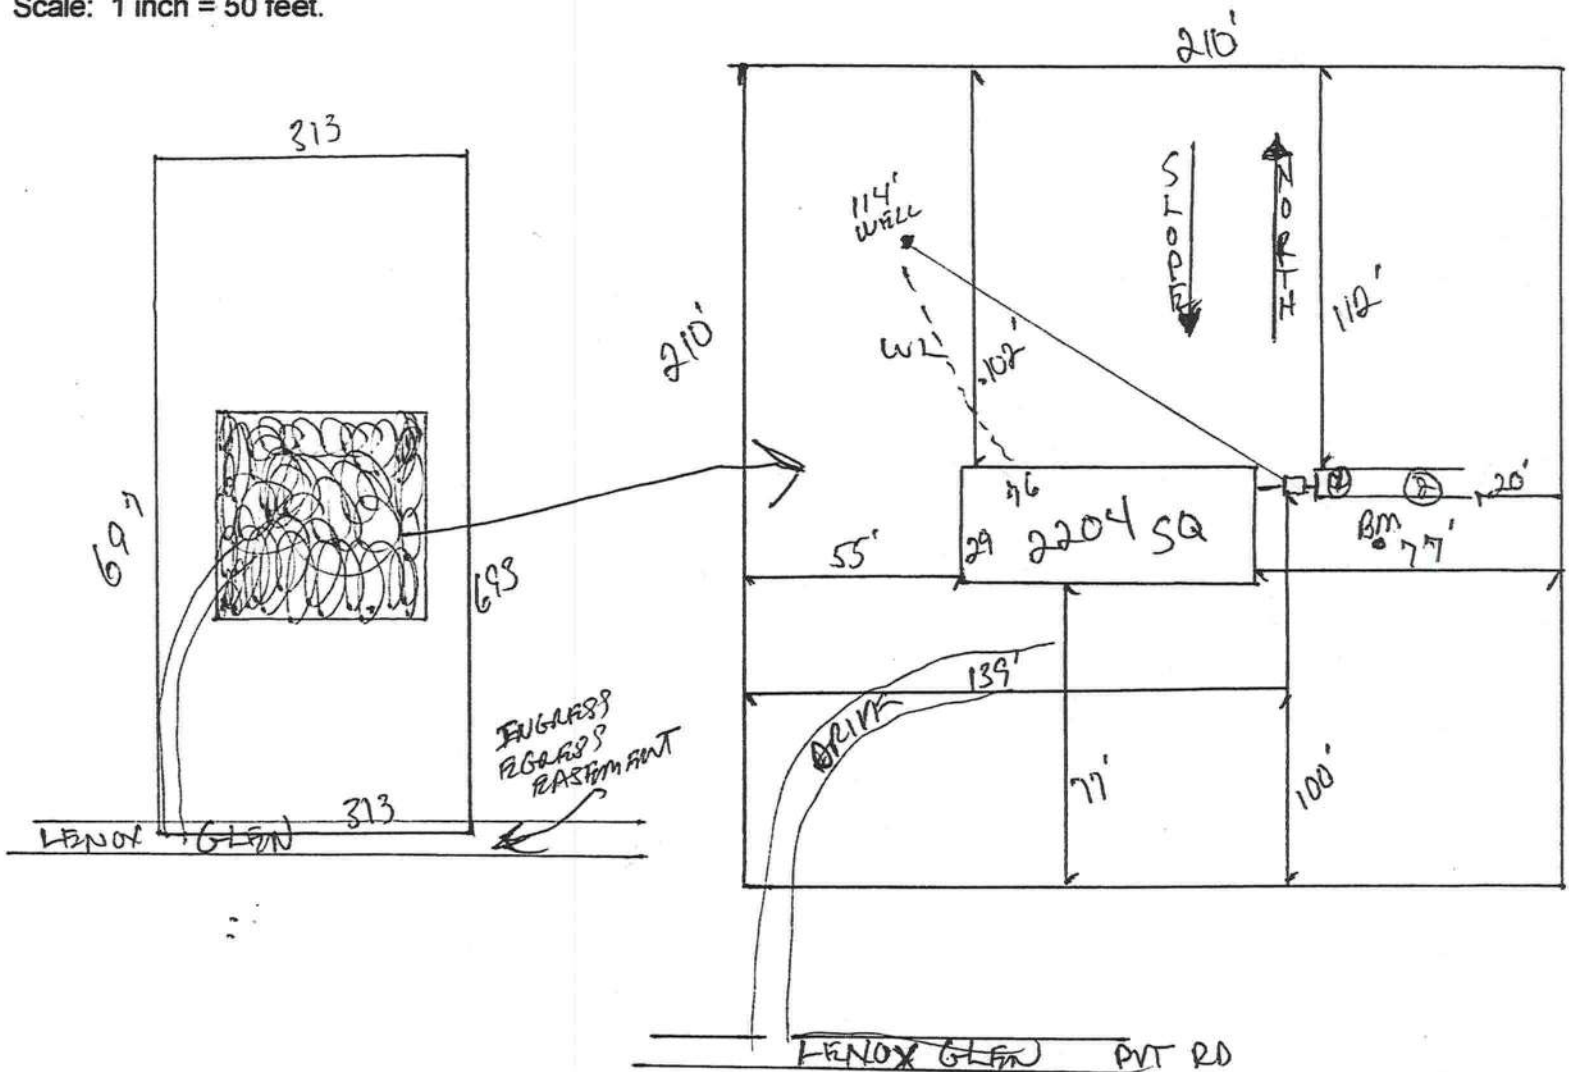 Scale: 1 inch = 50 feet.
210'
313
SLOPE
NORTH
114'
WELL
210'
112'
102'
WL
76
20'
29
2204 SQ
BM
77'
55'
697
693
139'
INGRESS
EGRESS
EASEMENT
DRIVE
77'
100'
313
LENOX GLEN
LENOX GLEN PVT RD